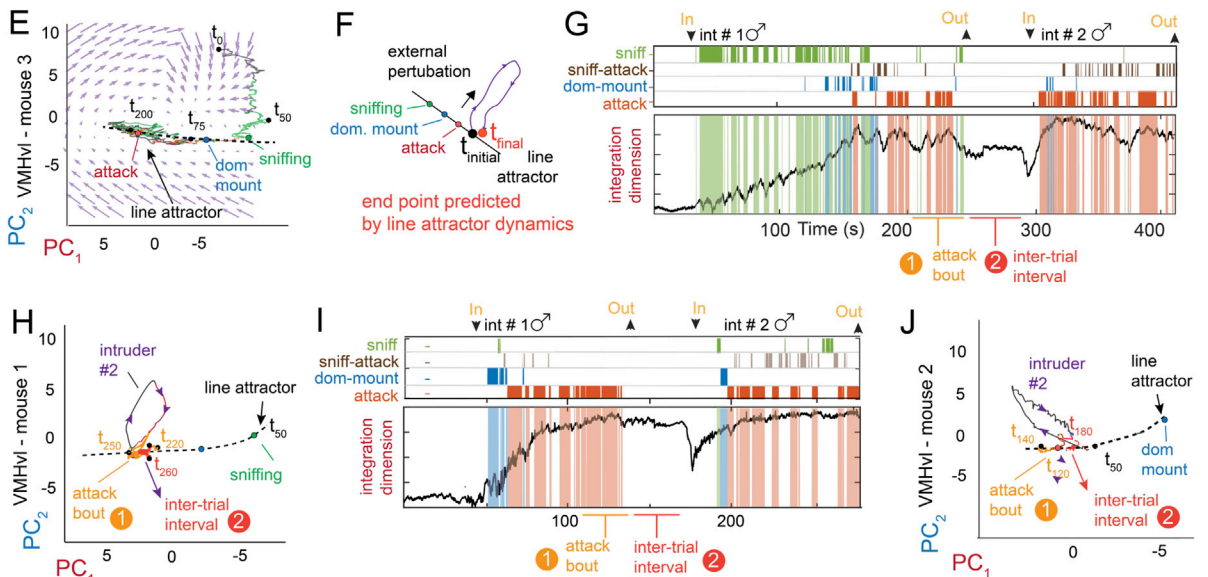 E
PC2 VMHvl - mouse 3
10
5
0
-5
t0
t50
t200
t75
sniffing
attack
dom
mount
line attractor
5 0 -5
PC1
F
external
pertubation
sniffing
dom. mount
attack
tinitial
tfinal
line
attractor
end point predicted
by line attractor dynamics
G
In int # 1♂ Out In int # 2 ♂ Out
sniff
sniff-attack
dom-mount
attack
integration
dimension
100 Time (s) 200 300 400
1 attack
bout
2 inter-trial
interval
H
PC2 VMHvl - mouse 1
10
5
0
-5
intruder
#2
line attractor
t50
t250
t220
t260
sniffing
attack
bout 1
inter-trial
interval 2
5 0 -5
PC1
I
In int # 1♂ Out In int # 2 ♂ Out
sniff
sniff-attack
dom-mount
attack
integration
dimension
100 200
1 attack
bout
inter-trial 2
interval
J
PC2 VMHvl - mouse 2
10
5
0
-5
intruder
#2
line
attractor
t140
t180
t120
t50
dom
mount
attack
bout 1
inter-trial
interval 2
0 -5
PC1